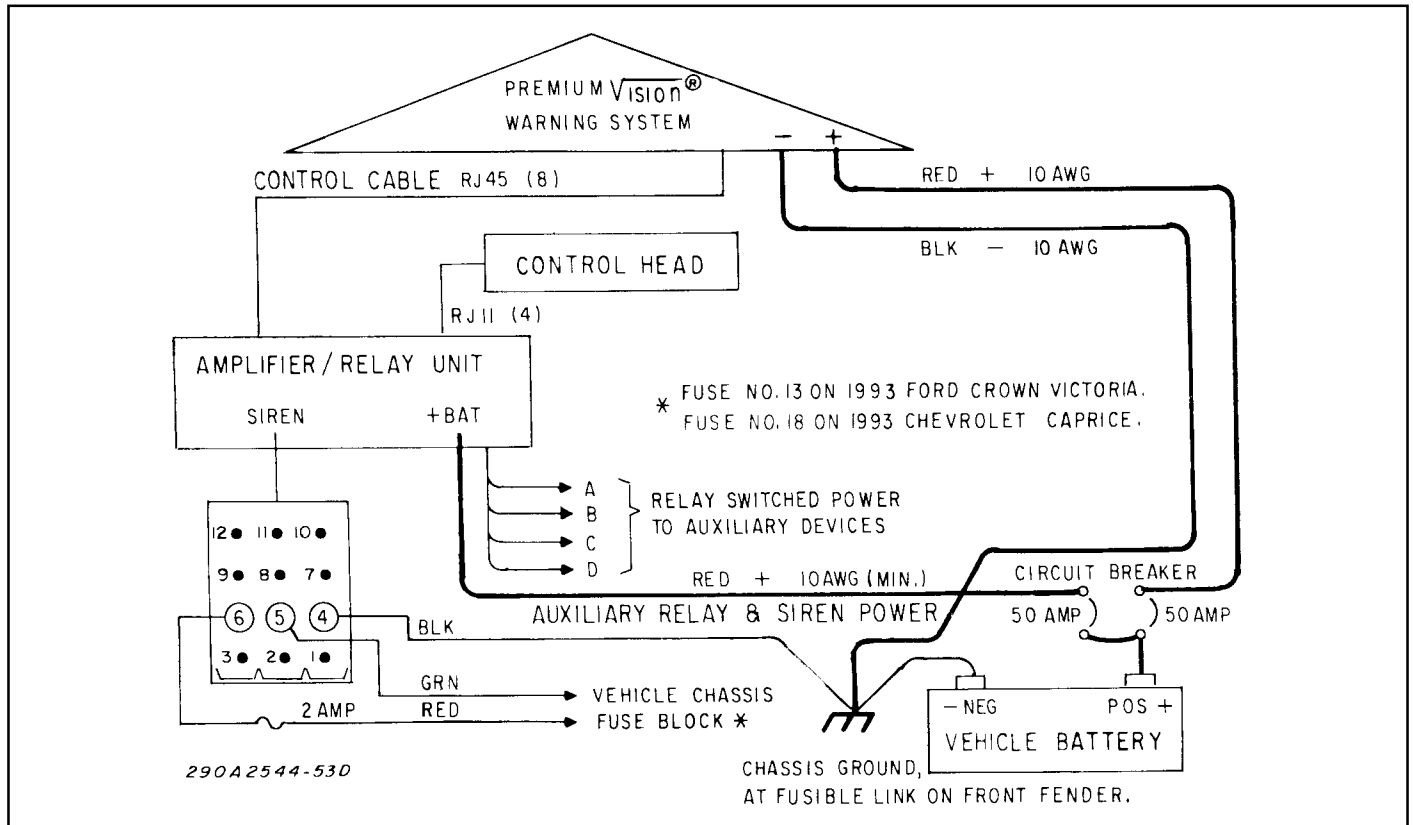 PREMIUM Vision®
WARNING SYSTEM
− +
CONTROL CABLE RJ45 (8)
RED + 10 AWG
BLK − 10 AWG
CONTROL HEAD
RJ11 (4)
AMPLIFIER/RELAY UNIT
SIREN +BAT
* FUSE NO. 13 ON 1993 FORD CROWN VICTORIA.
FUSE NO. 18 ON 1993 CHEVROLET CAPRICE.
A
B
C
D
RELAY SWITCHED POWER
TO AUXILIARY DEVICES
12 11 10
9 8 7
6 5 4
3 2 1
RED + 10AWG (MIN.)
AUXILIARY RELAY & SIREN POWER
CIRCUIT BREAKER
50 AMP 50 AMP
BLK
GRN
VEHICLE CHASSIS
2 AMP RED
FUSE BLOCK *
− NEG POS +
VEHICLE BATTERY
CHASSIS GROUND,
AT FUSIBLE LINK ON FRONT FENDER.
290A2544-53D